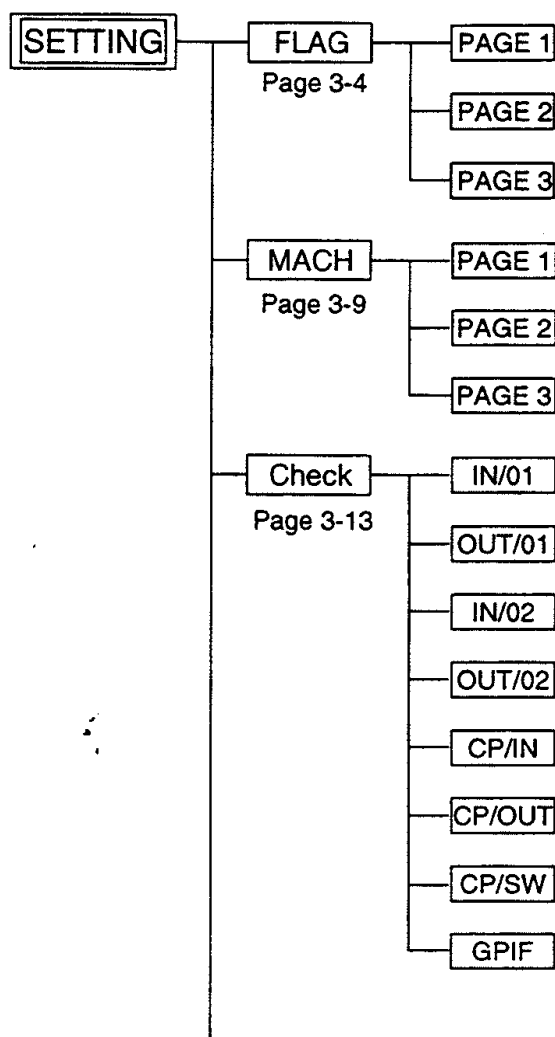 SETTING
FLAG
Page 3-4
PAGE 1
PAGE 2
PAGE 3
MACH
Page 3-9
PAGE 1
PAGE 2
PAGE 3
Check
Page 3-13
IN/01
OUT/01
IN/02
OUT/02
CP/IN
CP/OUT
CP/SW
GPIF